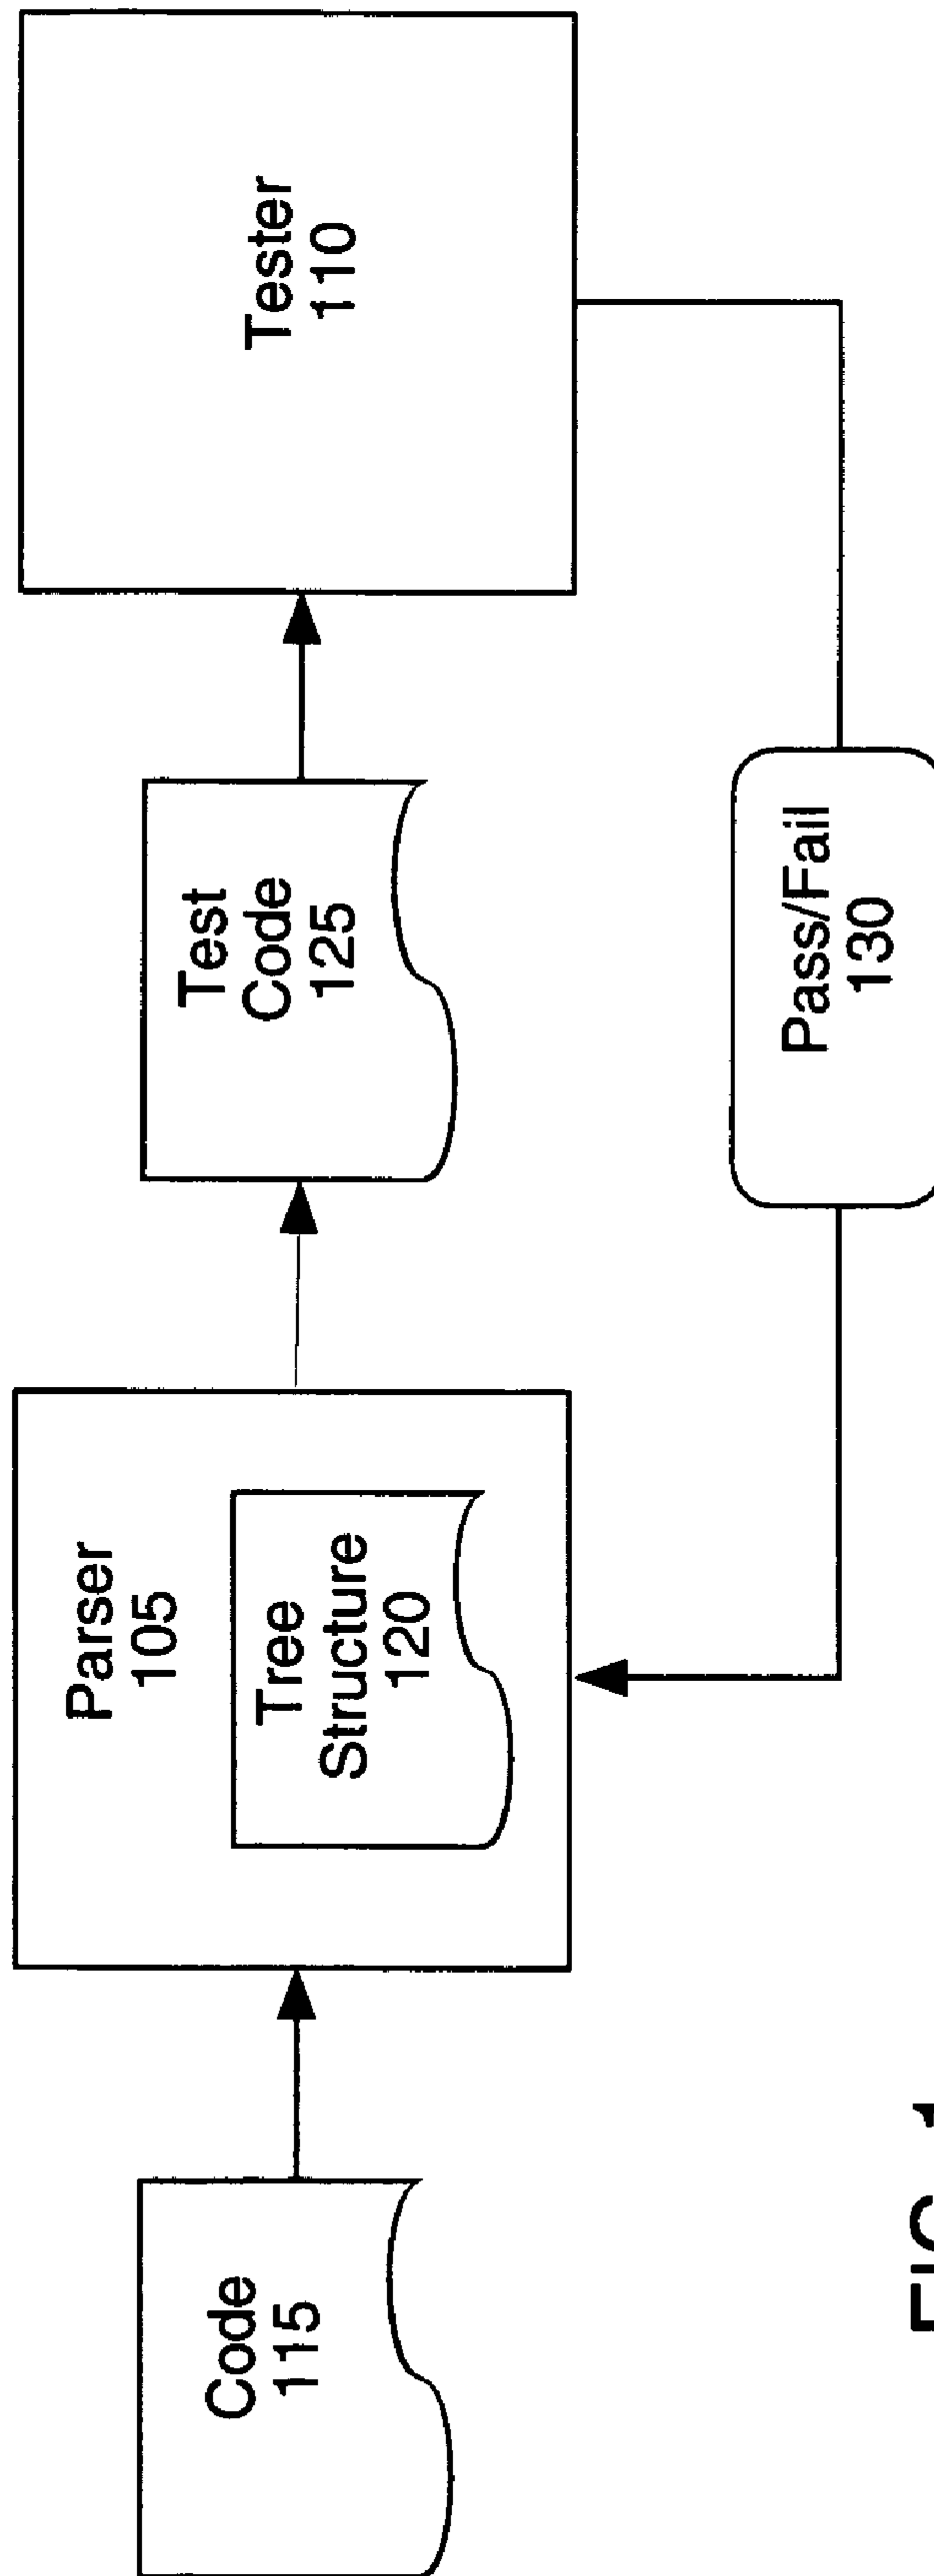 Code
115
Parser
105
Tree
Structure
120
Test
Code
125
Tester
110
Pass/Fail
130